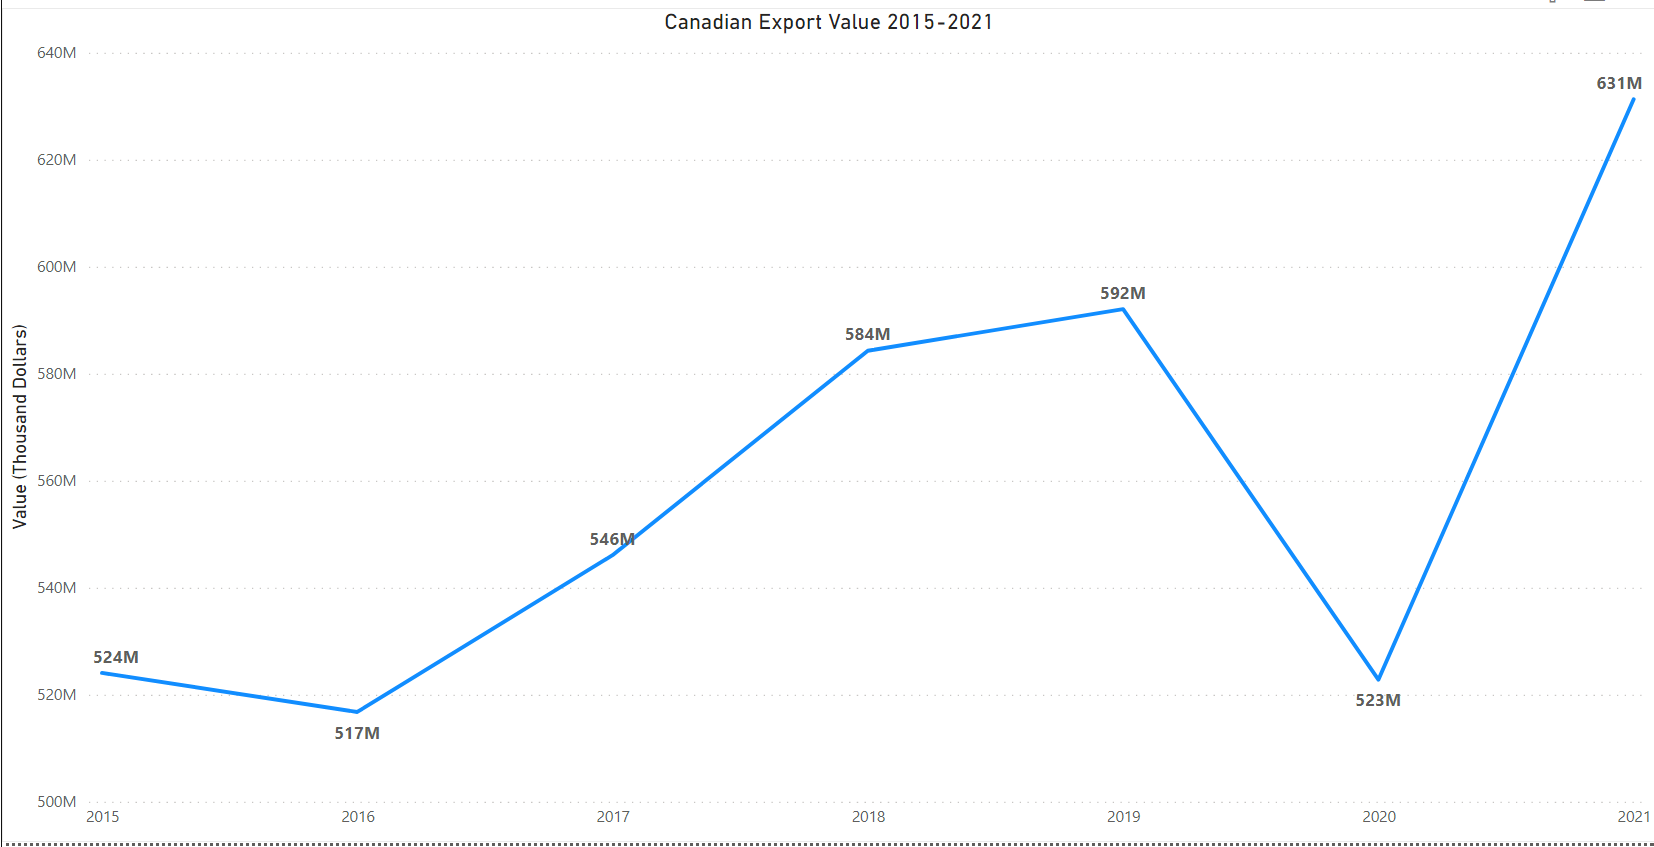 Canadian Export Value 2015-2021
Value (Thousand Dollars)
640M
620M
600M
580M
560M
540M
520M
500M
524M
517M
546M
584M
592M
523M
631M
2015
2016
2017
2018
2019
2020
2021